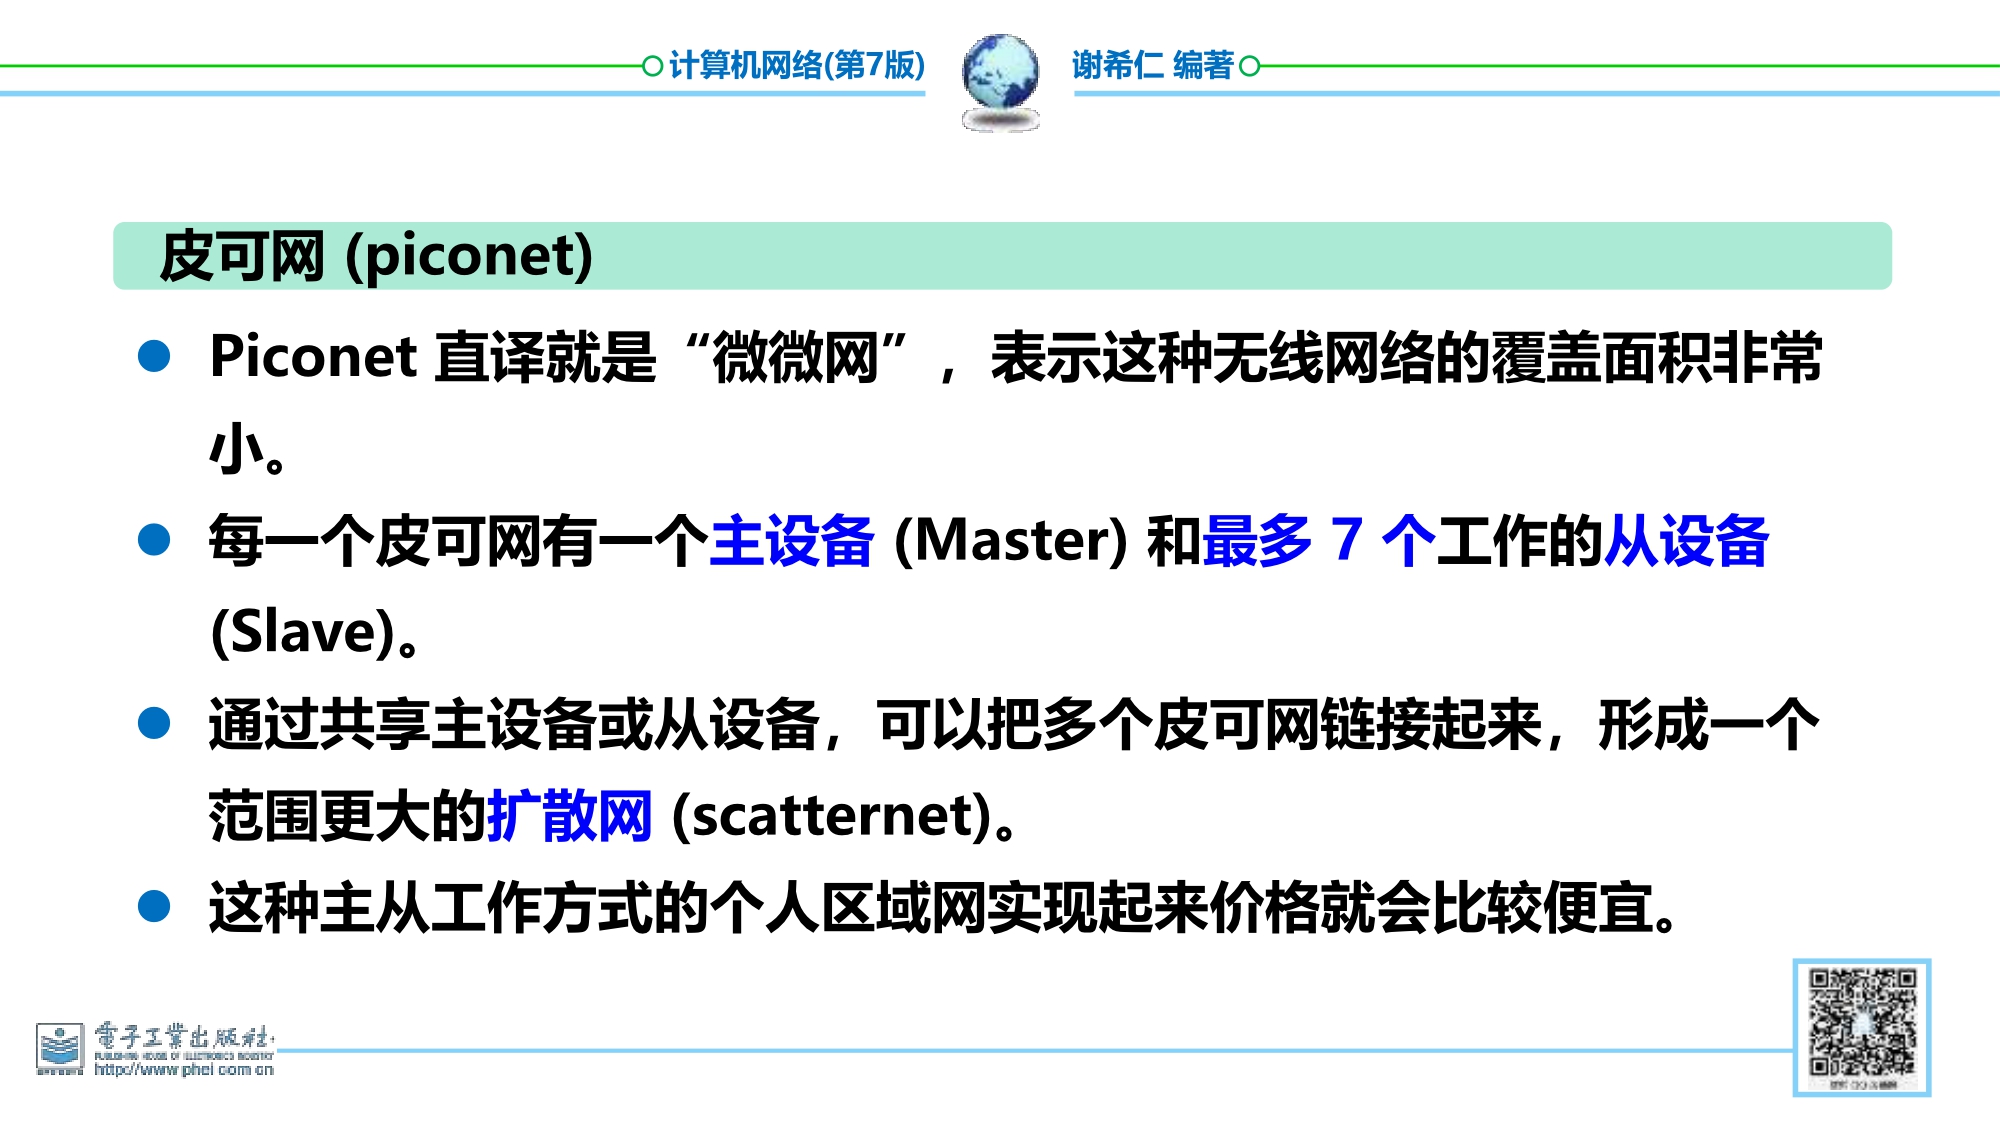 计算机网络(第7版) 谢希仁 编著
皮可网 (piconet)
Piconet 直译就是“微微网”，表示这种无线网络的覆盖面积非常
小。
每一个皮可网有一个主设备 (Master) 和最多 7 个工作的从设备
(Slave)。
通过共享主设备或从设备，可以把多个皮可网链接起来，形成一个
范围更大的扩散网 (scatternet)。
这种主从工作方式的个人区域网实现起来价格就会比较便宜。
電子工業出版社
PUBLISHING HOUSE OF ELECTRONICS INDUSTRY
http://www.phei.com.cn